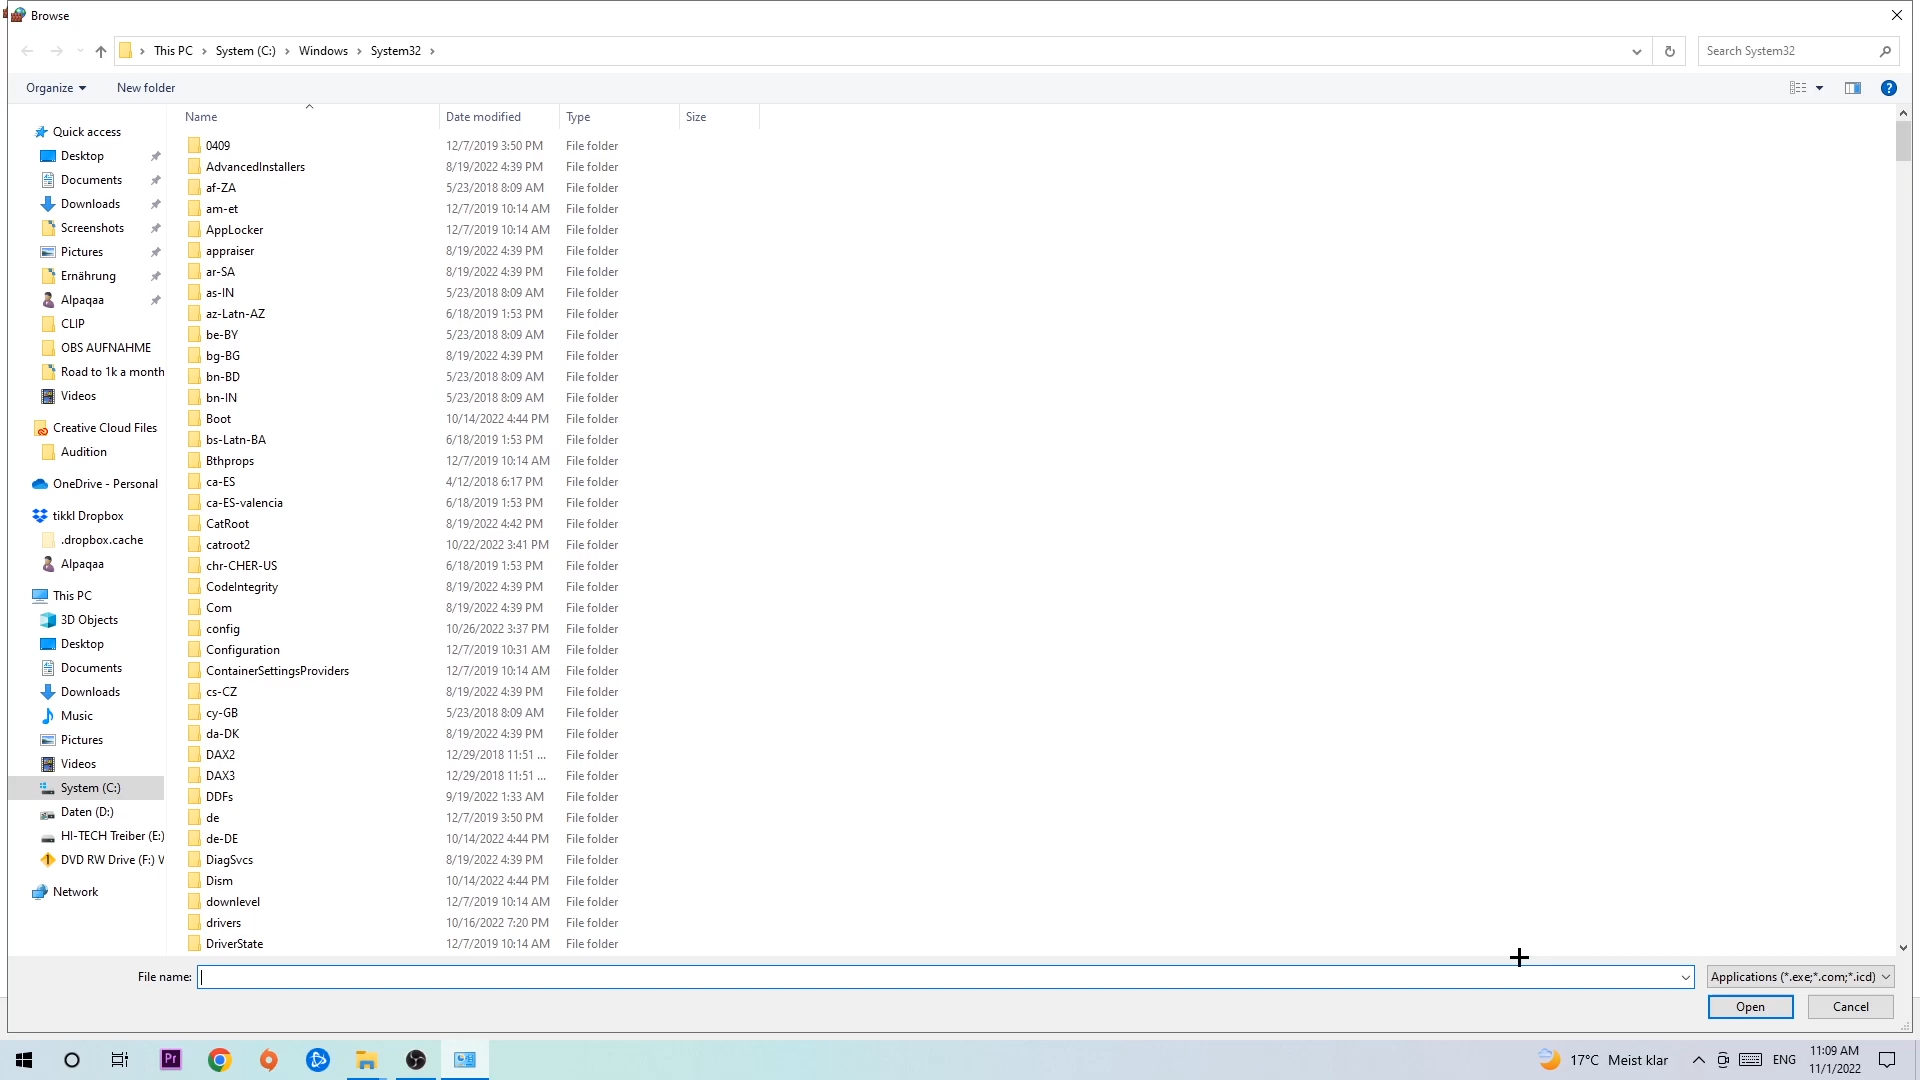 Browse
This PC
System (C:)
Windows
System32
Search System32
Organize
New folder
Name
Date modified
Type
Size
Quick access
Desktop
Documents
Downloads
Screenshots
Pictures
Ernährung
Alpaqaa
CLIP
OBS AUFNAHME
Road to 1k a month
Videos
Creative Cloud Files
Audition
OneDrive - Personal
tikkl Dropbox
.dropbox.cache
Alpaqaa
This PC
3D Objects
Desktop
Documents
Downloads
Music
Pictures
Videos
System (C:)
Daten (D:)
HI-TECH Treiber (E:)
DVD RW Drive (F:) V
Network
0409 12/7/2019 3:50 PM File folder
AdvancedInstallers 8/19/2022 4:39 PM File folder
af-ZA 5/23/2018 8:09 AM File folder
am-et 12/7/2019 10:14 AM File folder
AppLocker 12/7/2019 10:14 AM File folder
appraiser 8/19/2022 4:39 PM File folder
ar-SA 8/19/2022 4:39 PM File folder
as-IN 5/23/2018 8:09 AM File folder
az-Latn-AZ 6/18/2019 1:53 PM File folder
be-BY 5/23/2018 8:09 AM File folder
bg-BG 8/19/2022 4:39 PM File folder
bn-BD 5/23/2018 8:09 AM File folder
bn-IN 5/23/2018 8:09 AM File folder
Boot 10/14/2022 4:44 PM File folder
bs-Latn-BA 6/18/2019 1:53 PM File folder
Bthprops 12/7/2019 10:14 AM File folder
ca-ES 4/12/2018 6:17 PM File folder
ca-ES-valencia 6/18/2019 1:53 PM File folder
CatRoot 8/19/2022 4:42 PM File folder
catroot2 10/22/2022 3:41 PM File folder
chr-CHER-US 6/18/2019 1:53 PM File folder
CodeIntegrity 8/19/2022 4:39 PM File folder
Com 8/19/2022 4:39 PM File folder
config 10/26/2022 3:37 PM File folder
Configuration 12/7/2019 10:31 AM File folder
ContainerSettingsProviders 12/7/2019 10:14 AM File folder
cs-CZ 8/19/2022 4:39 PM File folder
cy-GB 5/23/2018 8:09 AM File folder
da-DK 8/19/2022 4:39 PM File folder
DAX2 12/29/2018 11:51 ... File folder
DAX3 12/29/2018 11:51 ... File folder
DDFs 9/19/2022 1:33 AM File folder
de 12/7/2019 3:50 PM File folder
de-DE 10/14/2022 4:44 PM File folder
DiagSvcs 8/19/2022 4:39 PM File folder
Dism 10/14/2022 4:44 PM File folder
downlevel 12/7/2019 10:14 AM File folder
drivers 10/16/2022 7:20 PM File folder
DriverState 12/7/2019 10:14 AM File folder
File name:
Applications (*.exe;*.com;*.icd)
Open
Cancel
Pr
17°C Meist klar
ENG
11:09 AM
11/1/2022